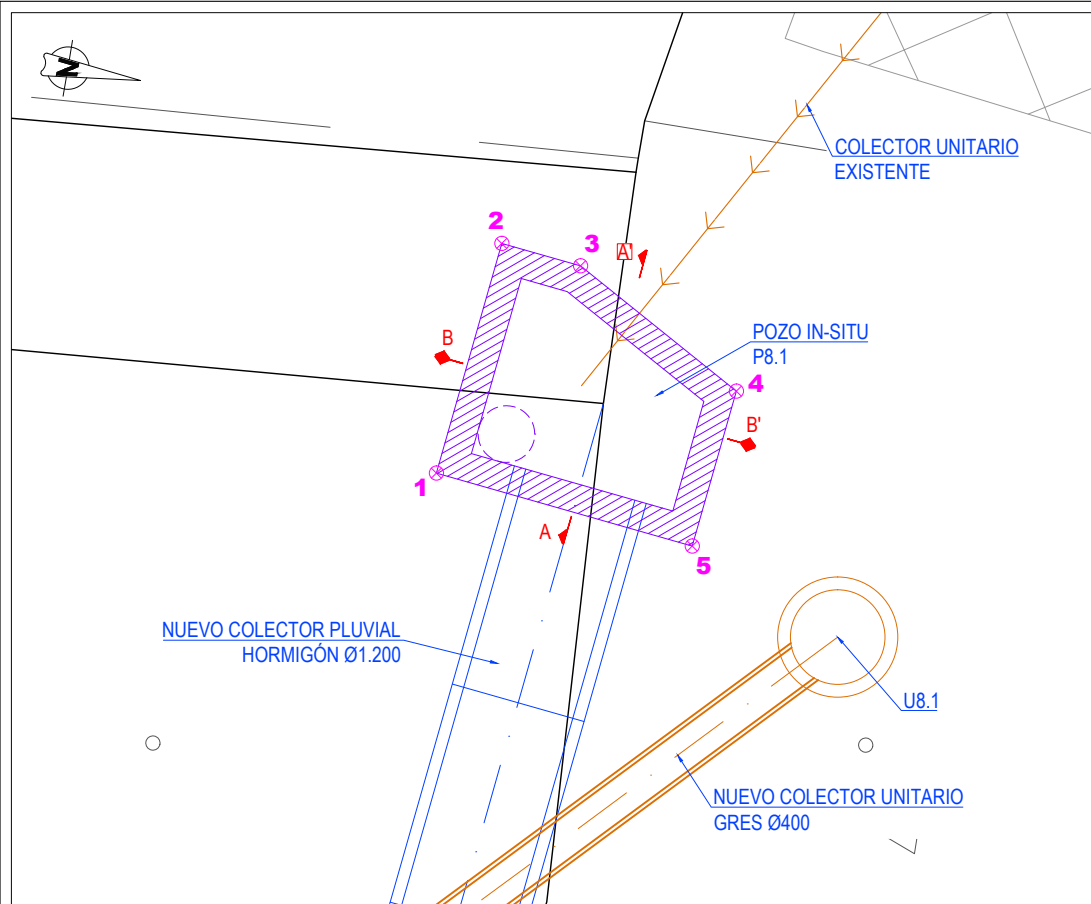 N
COLECTOR UNITARIO
EXISTENTE
2
3
A'
B
POZO IN-SITU
P8.1
4
B'
1
A
5
NUEVO COLECTOR PLUVIAL
HORMIGÓN Ø1.200
U8.1
NUEVO COLECTOR UNITARIO
GRES Ø400